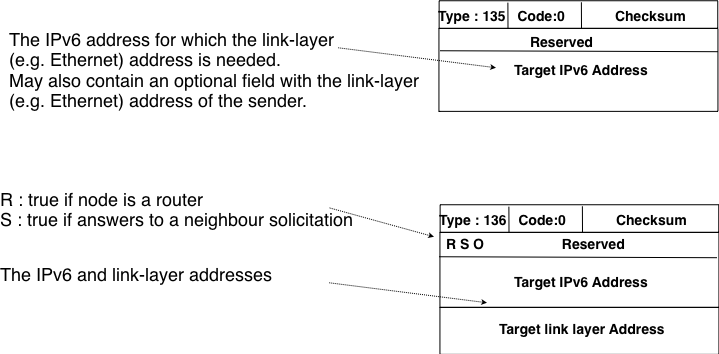 Type : 135 Code:0 Checksum
Reserved
Target IPv6 Address
The IPv6 address for which the link-layer
(e.g. Ethernet) address is needed.
May also contain an optional field with the link-layer
(e.g. Ethernet) address of the sender.
R : true if node is a router
S : true if answers to a neighbour solicitation
The IPv6 and link-layer addresses
Type : 136 Code:0 Checksum
R S O Reserved
Target IPv6 Address
Target link layer Address